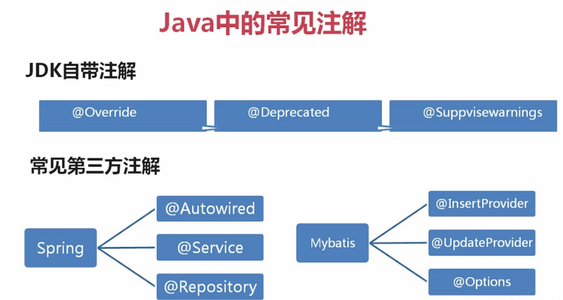 Java中的常见注解
JDK自带注解
@Override
@Deprecated
@Suppvisewarnings
常见第三方注解
Spring
@Autowired
@Service
@Repository
Mybatis
@InsertProvider
@UpdateProvider
@Options